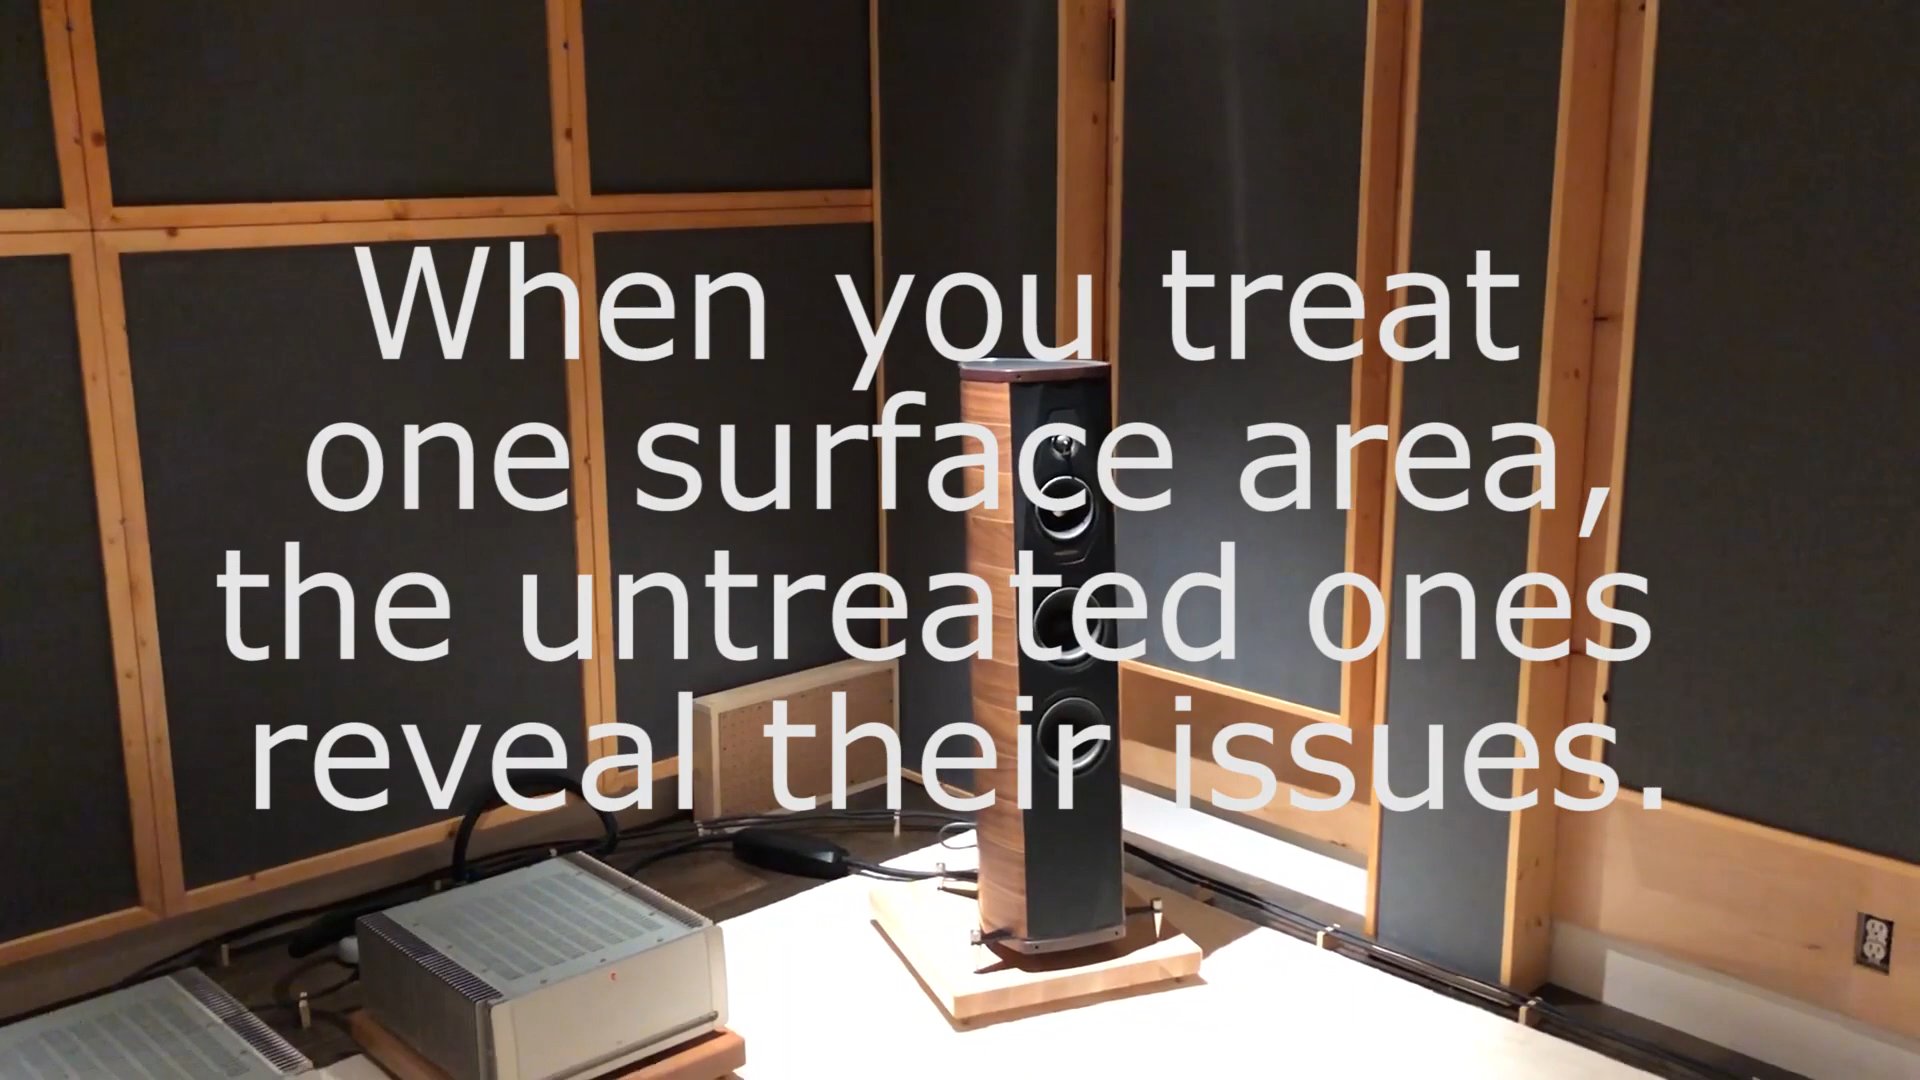 When you treat
one surface area,
the untreated ones
reveal their issues.